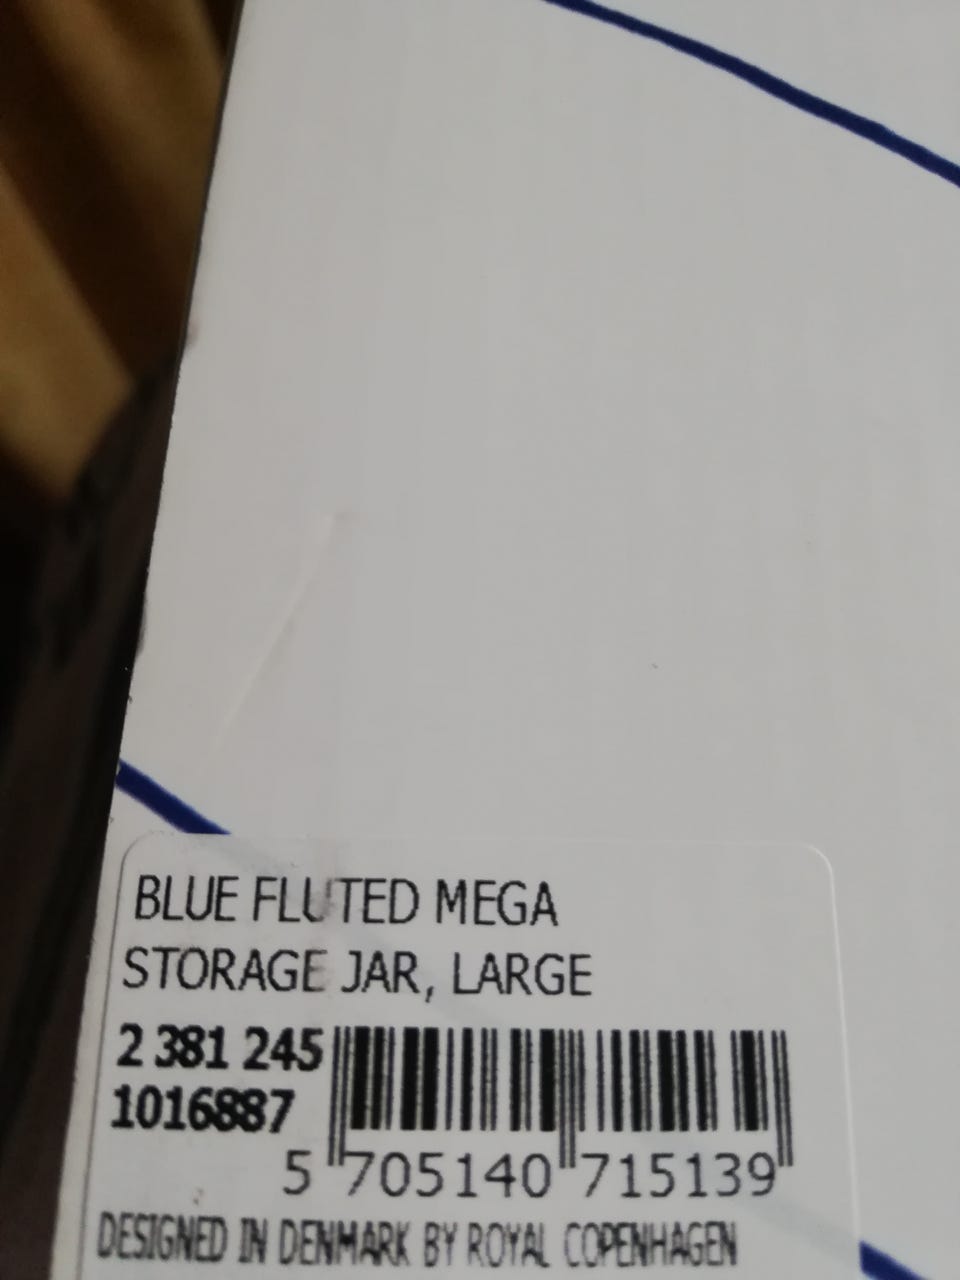 BLUE FLUTED MEGA
STORAGE JAR, LARGE
2 381 245
1016887
5 705140 715139
DESIGNED IN DENMARK BY ROYAL COPENHAGEN